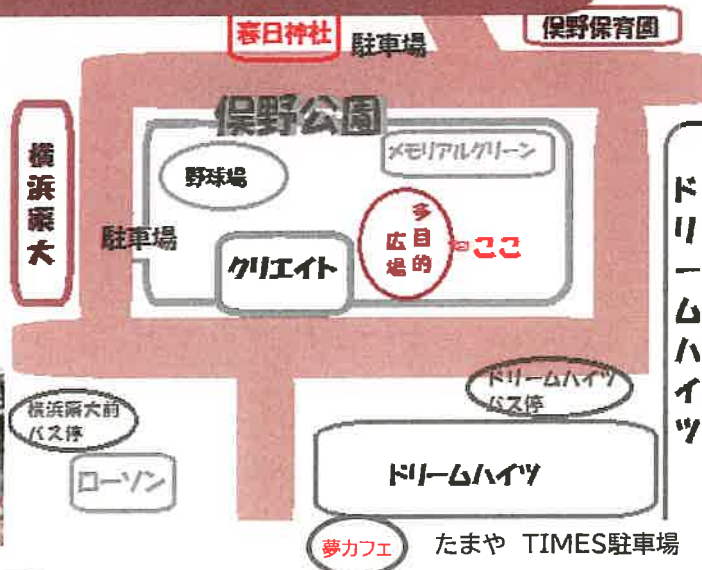 春日神社
駐車場
俣野保育園
俣野公園
横浜薬大
野球場
メモリアルグリーン
駐車場
クリエイト
多目的
広場
ここ
ドリームハイツ
横浜薬大前
バス停
ローソン
ドリームハイツ
バス停
ドリームハイツ
夢カフェ
たまや TIMES駐車場